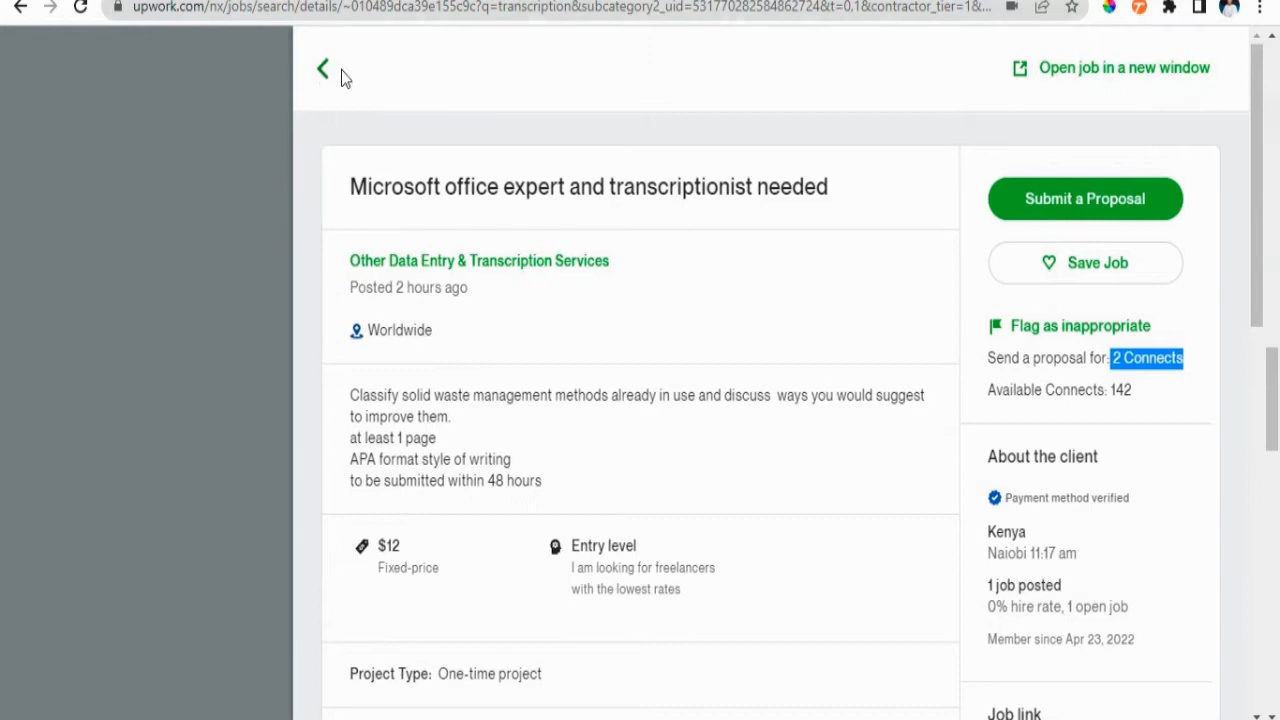 upwork.com/nx/jobs/search/details/~010489dca39e155c9c?q=transcription&subcategory2_uid=531770282584862724&t=0,1&contractor_tier=1&...
Open job in a new window
Microsoft office expert and transcriptionist needed
Submit a Proposal
Other Data Entry & Transcription Services
Posted 2 hours ago
Save Job
Worldwide
Flag as inappropriate
Send a proposal for: 2 Connects
Available Connects: 142
Classify solid waste management methods already in use and discuss ways you would suggest
to improve them.
at least 1 page
APA format style of writing
to be submitted within 48 hours
About the client
Payment method verified
Kenya
Naiobi 11:17 am
1 job posted
0% hire rate, 1 open job
Member since Apr 23, 2022
$12
Fixed-price
Entry level
I am looking for freelancers
with the lowest rates
Project Type: One-time project
Job link